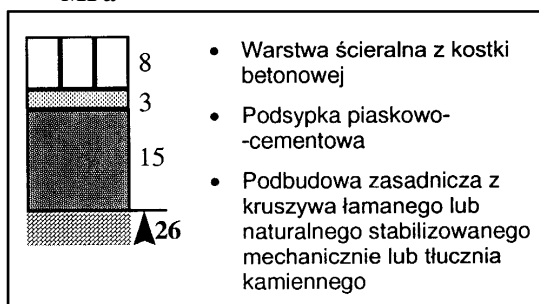 8
3
15
26
• Warstwa ścieralna z kostki
betonowej
• Podsypka piaskowo-
-cementowa
• Podbudowa zasadnicza z
kruszywa łamanego lub
naturalnego stabilizowanego
mechanicznie lub tłucznia
kamiennego